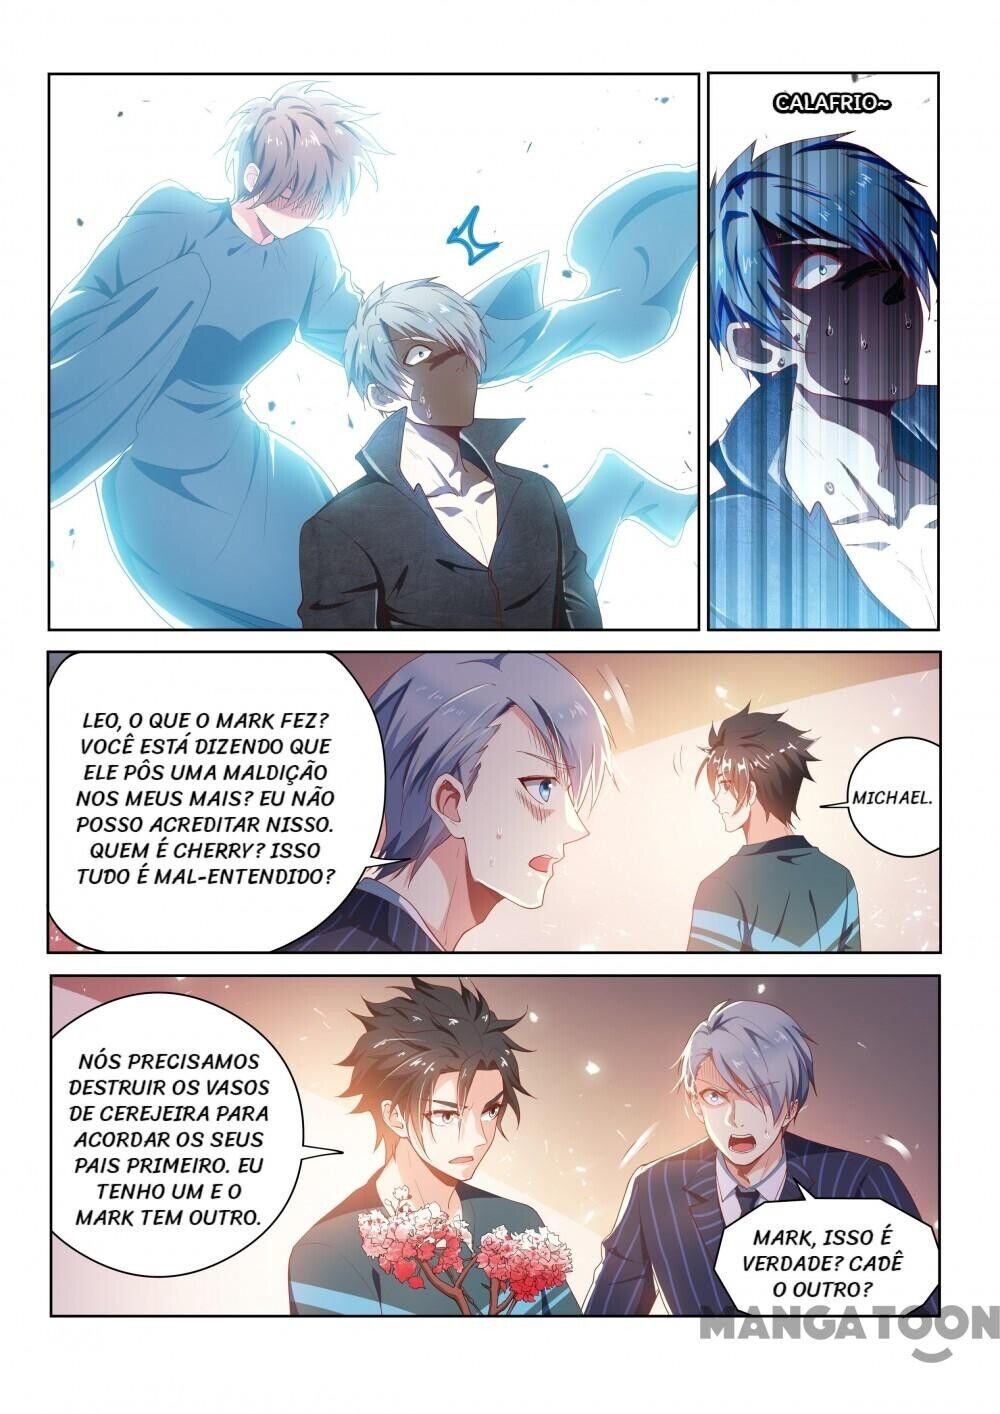 CALAFRIO~
LEO, O QUE O MARK FEZ?
VOCÊ ESTÁ DIZENDO QUE
ELE PÔS UMA MALDIÇÃO
NOS MEUS MAIS? EU NÃO
POSSO ACREDITAR NISSO.
QUEM É CHERRY? ISSO
TUDO É MAL-ENTENDIDO?
MICHAEL.
NÓS PRECISAMOS
DESTRUIR OS VASOS
DE CEREJEIRA PARA
ACORDAR OS SEUS
PAIS PRIMEIRO. EU
TENHO UM E O
MARK TEM OUTRO.
MARK, ISSO É
VERDADE? CADÊ
O OUTRO?
MANGATOON